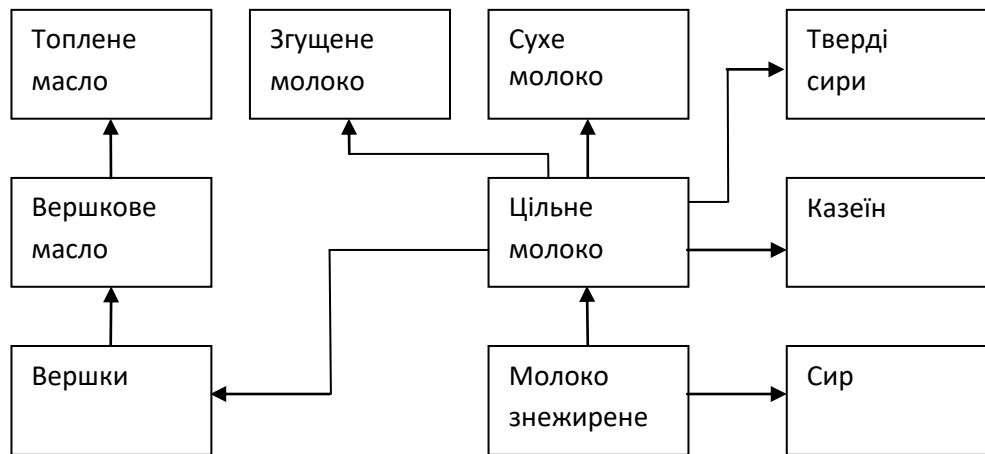 Топлене
масло
Згущене
молоко
Сухе
молоко
Тверді
сири
Вершкове
масло
Цільне
молоко
Казеїн
Вершки
Молоко
знежирене
Сир